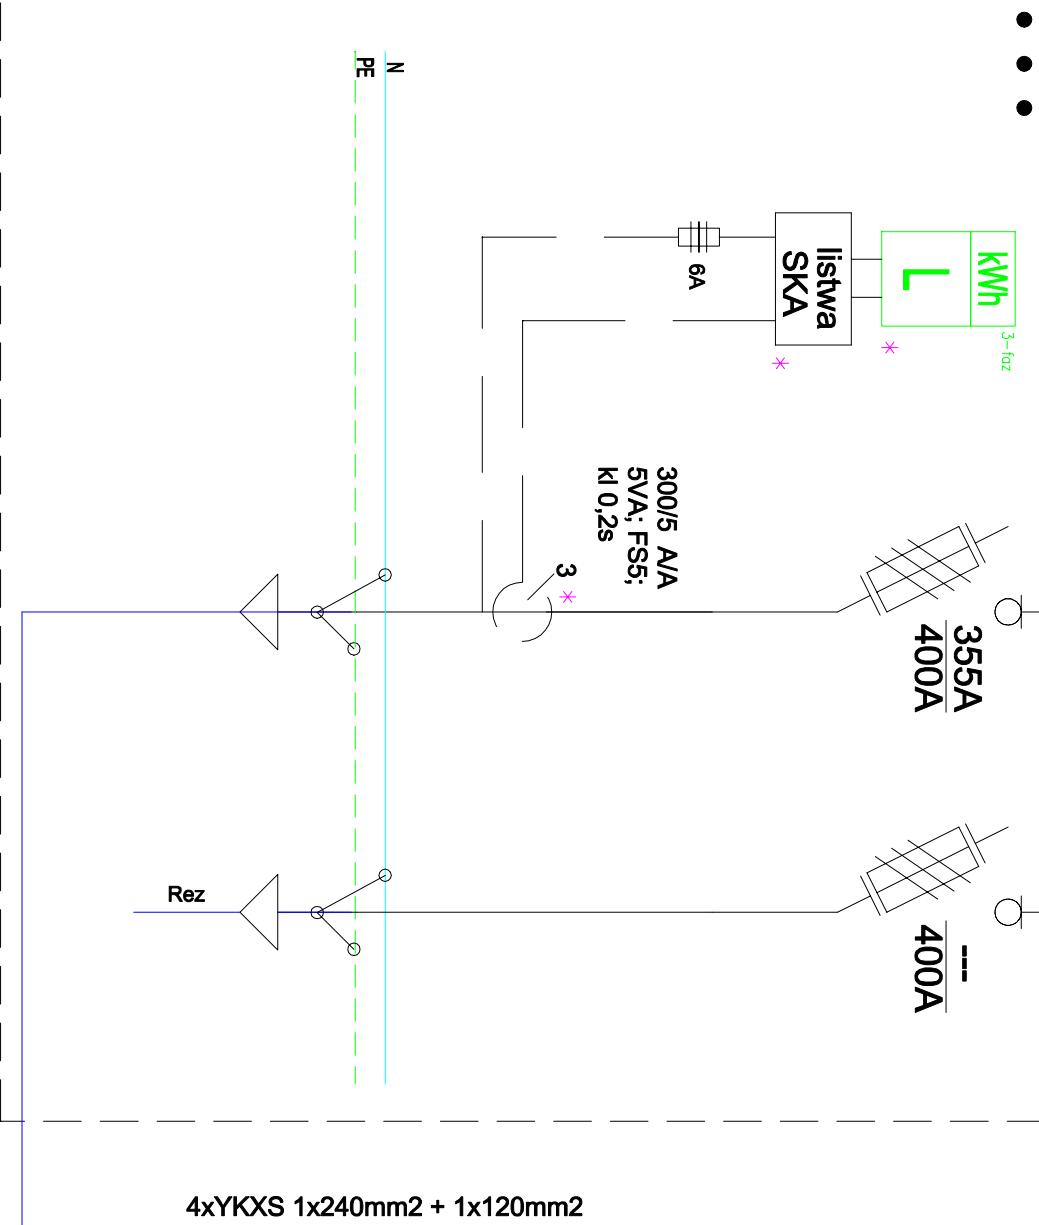 N
PE
kWh
L
3-faz
listwa
SKA
6A
300/5 A/A
5VA; FS5;
kl 0,2s
3
355A
400A
---
400A
Rez
4xYKXS 1x240mm2 + 1x120mm2